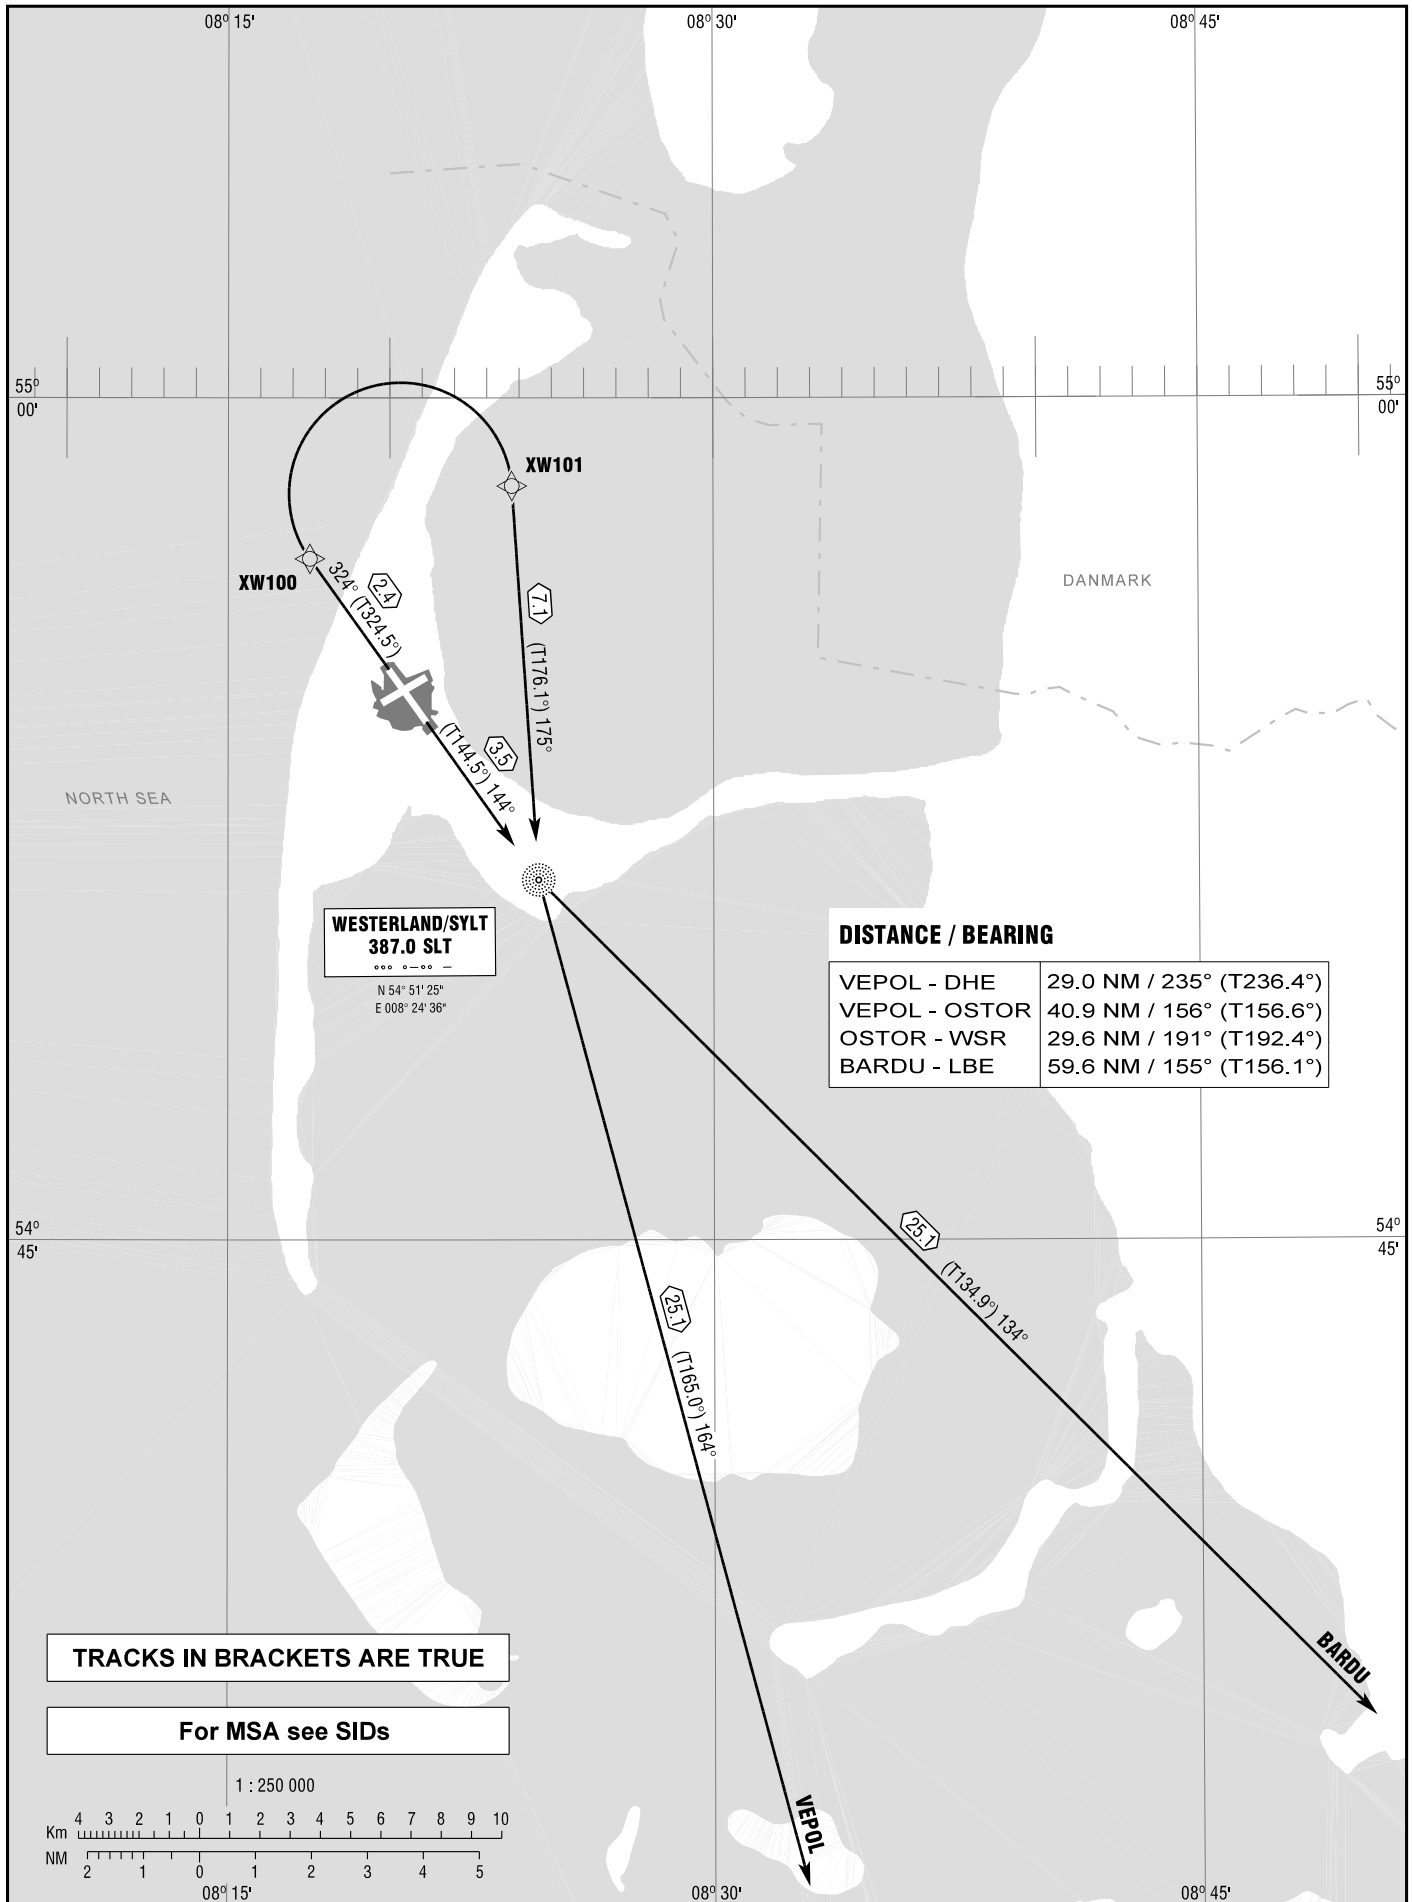 08° 15'
08° 30'
08° 45'
55°
00'
55°
00'
XW101
XW100
324° (T324.5°)
2.4
7.1
(T176.1°) 175°
DANMARK
(T144.5°) 144°
3.5
NORTH SEA
WESTERLAND/SYLT
387.0 SLT
N 54° 51' 25"
E 008° 24' 36"
DISTANCE / BEARING
VEPOL - DHE 29.0 NM / 235° (T236.4°)
VEPOL - OSTOR 40.9 NM / 156° (T156.6°)
OSTOR - WSR 29.6 NM / 191° (T192.4°)
BARDU - LBE 59.6 NM / 155° (T156.1°)
54°
45'
54°
45'
25.1
(T134.9°) 134°
25.1
(T165.0°) 164°
BARDU
VEPOL
TRACKS IN BRACKETS ARE TRUE
For MSA see SIDs
1 : 250 000
Km 4 3 2 1 0 1 2 3 4 5 6 7 8 9 10
NM 2 1 0 1 2 3 4 5
08° 15'
08° 30'
08° 45'